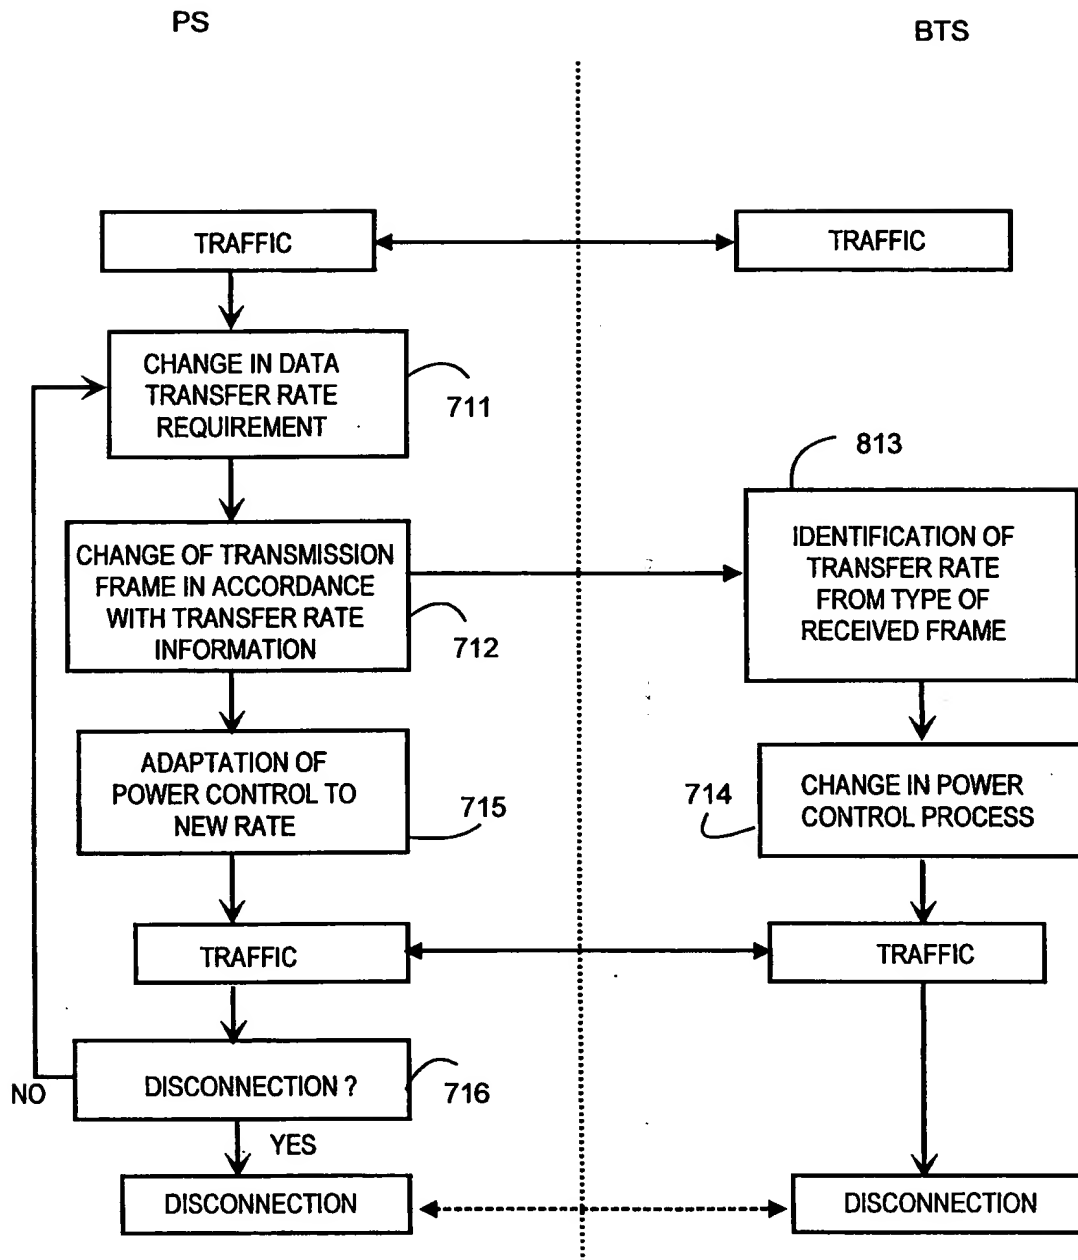 PS
BTS
TRAFFIC
TRAFFIC
CHANGE IN DATA
TRANSFER RATE
REQUIREMENT
711
813
CHANGE OF TRANSMISSION
FRAME IN ACCORDANCE
WITH TRANSFER RATE
INFORMATION
712
IDENTIFICATION OF
TRANSFER RATE
FROM TYPE OF
RECEIVED FRAME
ADAPTATION OF
POWER CONTROL TO
NEW RATE
715
714
CHANGE IN POWER
CONTROL PROCESS
TRAFFIC
TRAFFIC
NO
DISCONNECTION ?
716
YES
DISCONNECTION
DISCONNECTION